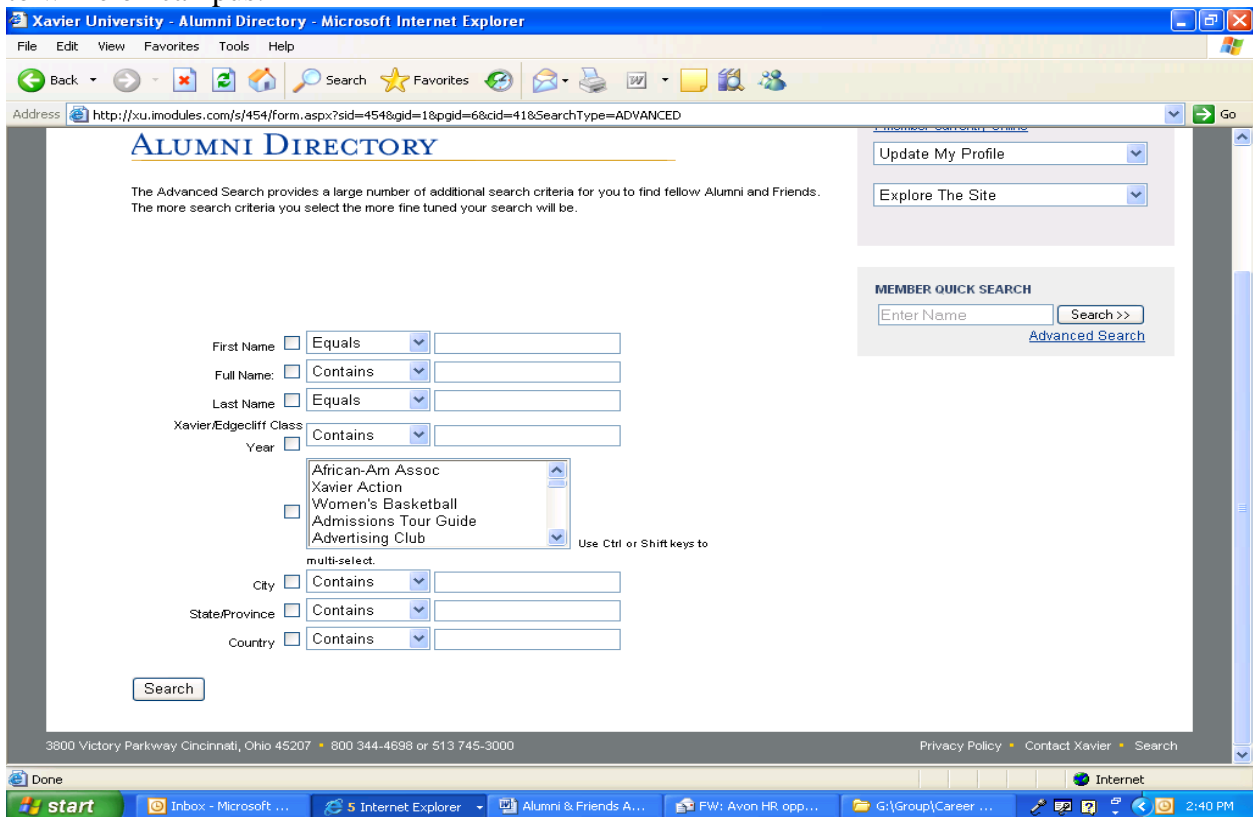 Xavier University - Alumni Directory - Microsoft Internet Explorer
File Edit View Favorites Tools Help
Back Search Favorites
Address http://xu.imodules.com/s/454/form.aspx?sid=454&gid=1&pgid=6&cid=41&SearchType=ADVANCED Go
ALUMNI DIRECTORY
The Advanced Search provides a large number of additional search criteria for you to find fellow Alumni and Friends.
The more search criteria you select the more fine tuned your search will be.
Update My Profile
Explore The Site
MEMBER QUICK SEARCH
Enter Name Search >>
Advanced Search
First Name Equals
Full Name: Contains
Last Name Equals
Xavier/Edgecliff Class
Year Contains
African-Am Assoc
Xavier Action
Women's Basketball
Admissions Tour Guide
Advertising Club
Use Ctrl or Shift keys to
multi-select.
City Contains
State/Province Contains
Country Contains
Search
3800 Victory Parkway Cincinnati, Ohio 45207 • 800 344-4698 or 513 745-3000 Privacy Policy • Contact Xavier • Search
Done Internet
start Inbox - Microsoft ... 5 Internet Explorer Alumni & Friends A... FW: Avon HR opp... G:\Group\Career ... 2:40 PM